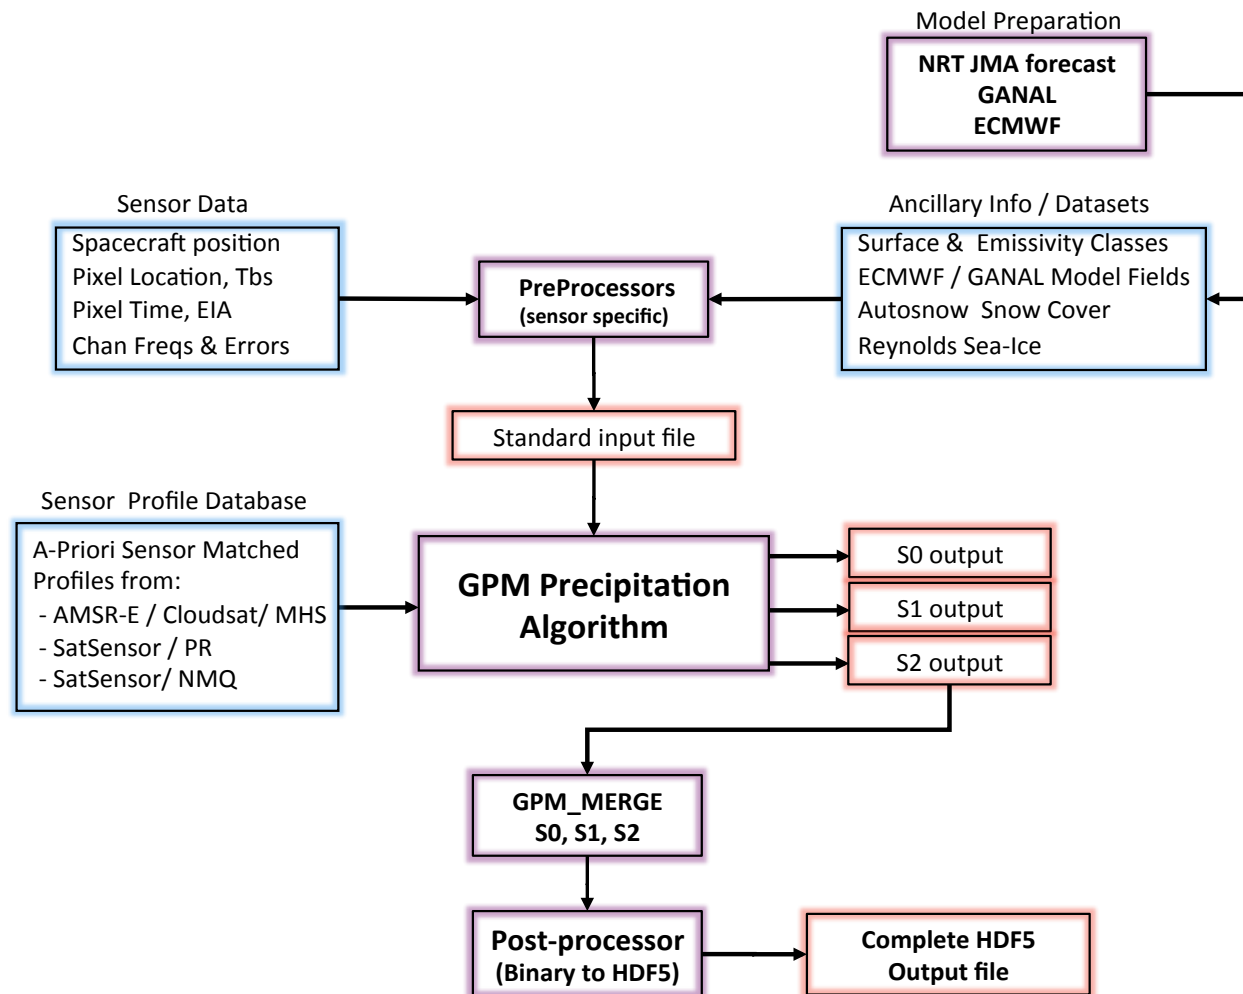 Model Preparation
NRT JMA forecast
GANAL
ECMWF
Sensor Data
Spacecraft position
Pixel Location, Tbs
Pixel Time, EIA
Chan Freqs & Errors
PreProcessors
(sensor specific)
Ancillary Info / Datasets
Surface & Emissivity Classes
ECMWF / GANAL Model Fields
Autosnow Snow Cover
Reynolds Sea-Ice
Standard input file
Sensor Profile Database
A-Priori Sensor Matched
Profiles from:
- AMSR-E / Cloudsat/ MHS
- SatSensor / PR
- SatSensor/ NMQ
GPM Precipitation
Algorithm
S0 output
S1 output
S2 output
GPM_MERGE
S0, S1, S2
Post-processor
(Binary to HDF5)
Complete HDF5
Output file